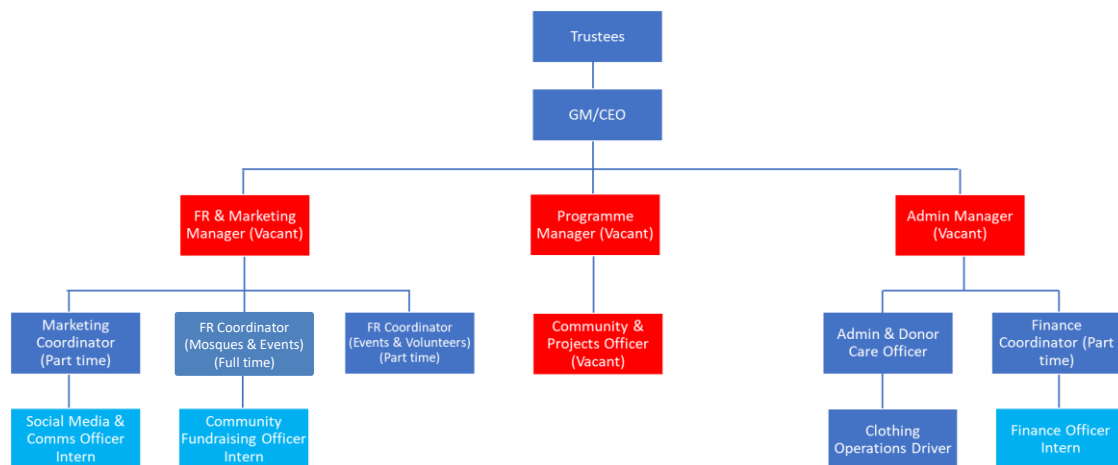 Trustees
GM/CEO
FR & Marketing
Manager (Vacant)
Programme
Manager (Vacant)
Admin Manager
(Vacant)
Marketing
Coordinator
(Part time)
FR Coordinator
(Mosques & Events)
(Full time)
FR Coordinator
(Events & Volunteers)
(Part time)
Community &
Projects Officer
(Vacant)
Admin & Donor
Care Officer
Finance
Coordinator (Part
time)
Social Media &
Comms Officer
Intern
Community
Fundraising Officer
Intern
Clothing
Operations Driver
Finance Officer
Intern